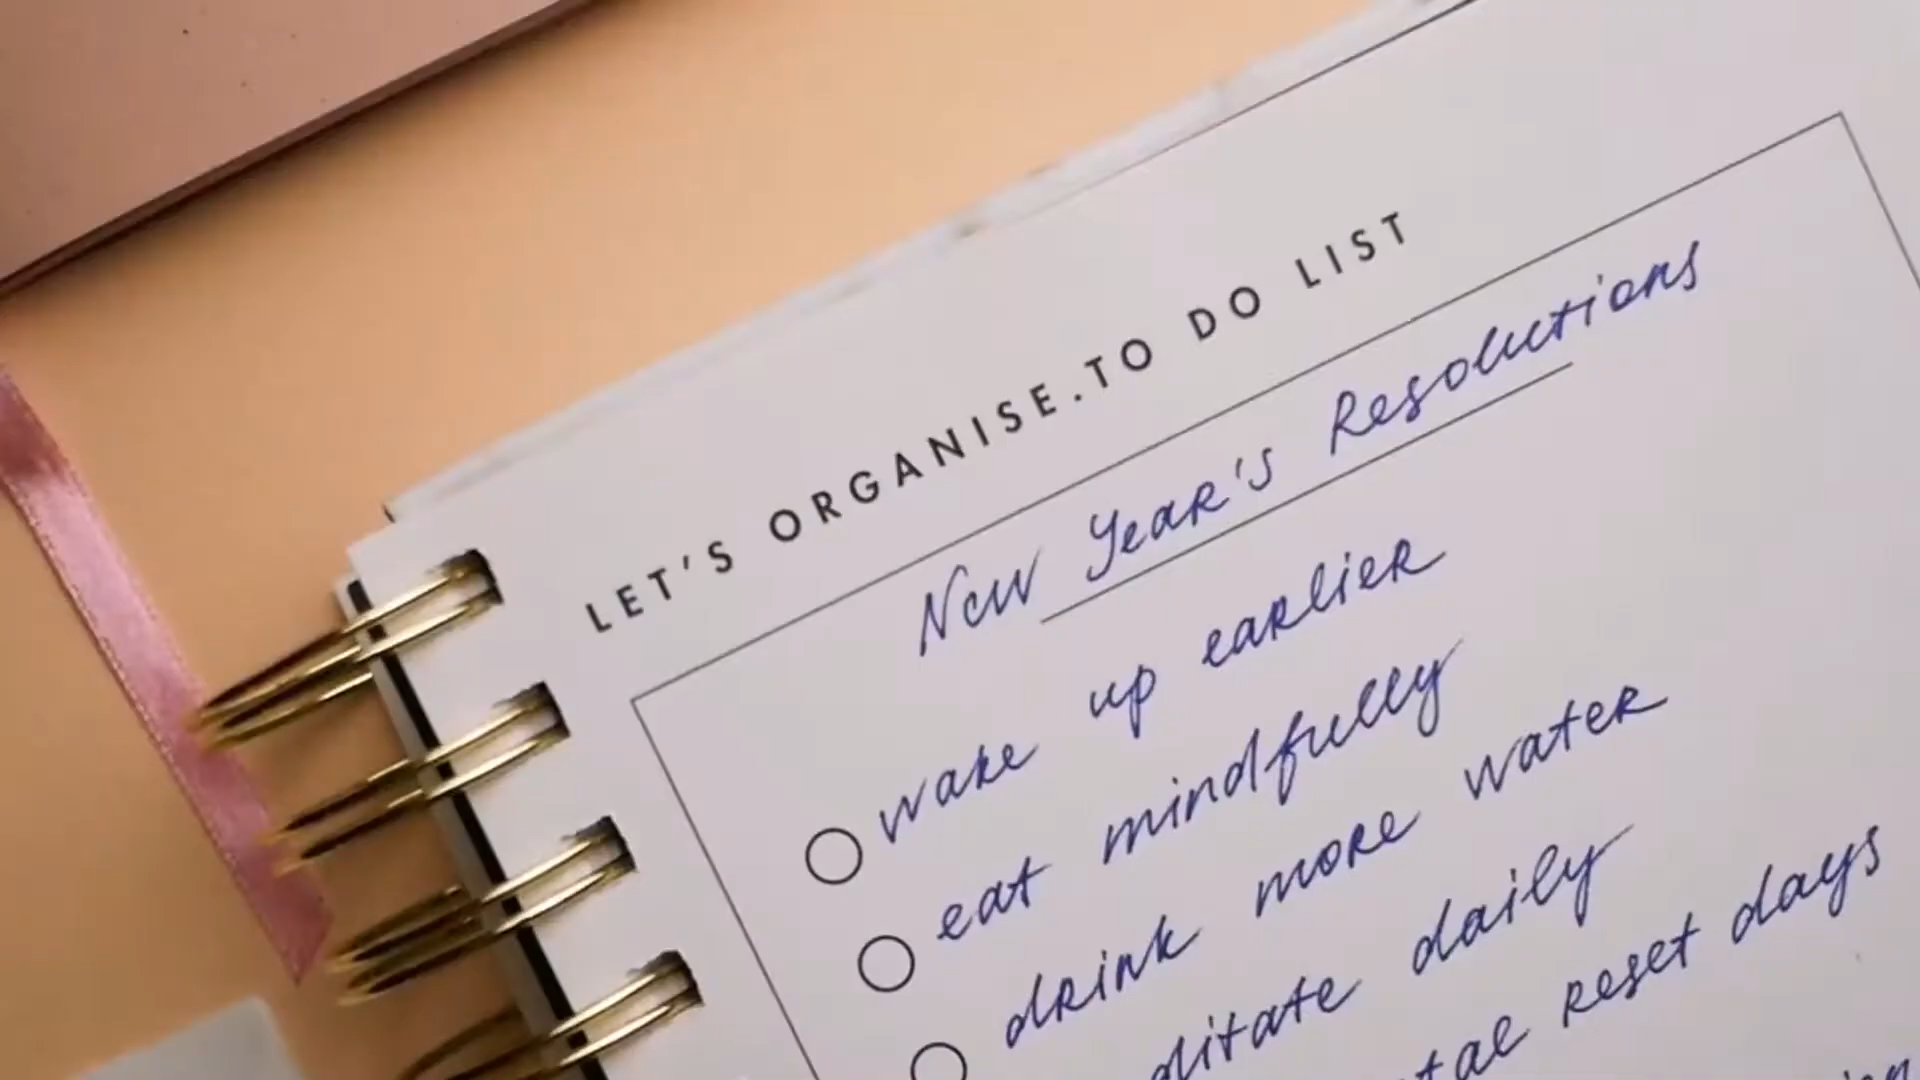 LET'S ORGANISE.TO DO LIST
New Year's Resolutions
wake up earlier
eat mindfully
drink more water
daily
reset days